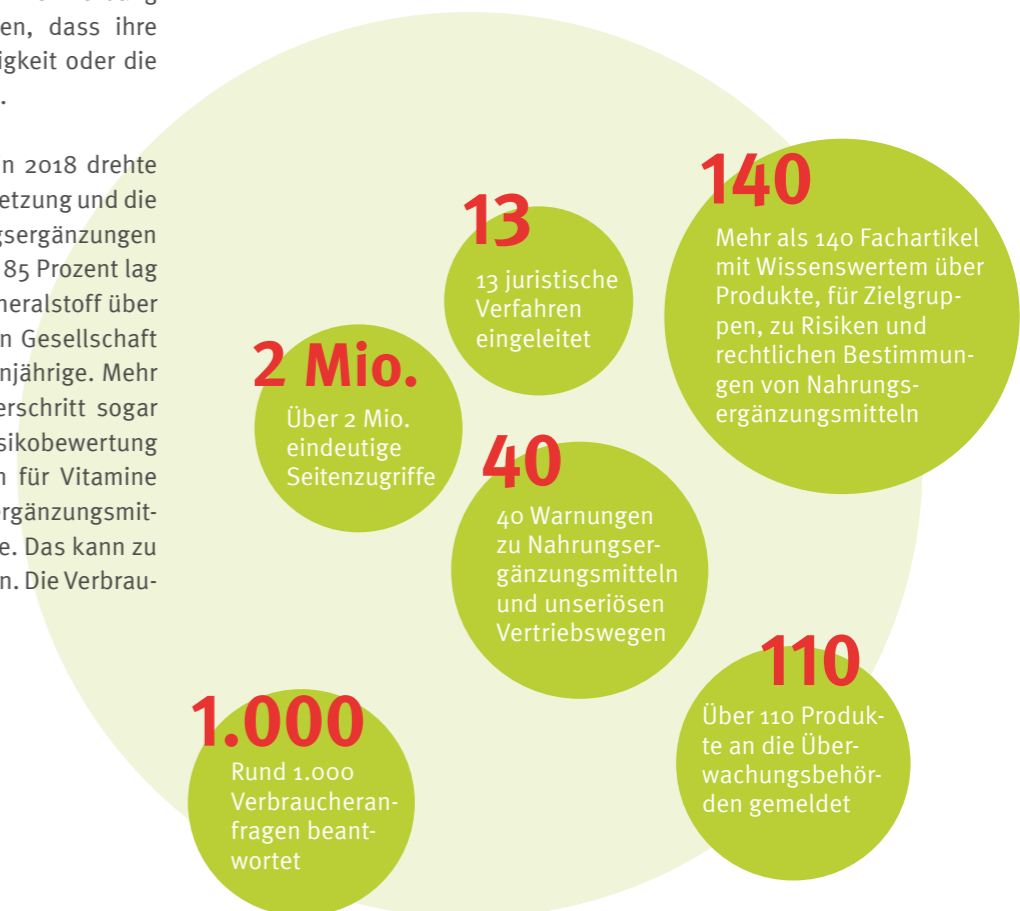 en, dass ihre
igkeit oder die
.
n 2018 drehte
etzung und die
gsergänzungen
85 Prozent lag
neralstoff über
n Gesellschaft
njährige. Mehr
erschritt sogar
sikobewertung
n für Vitamine
ergänzungsmit-
e. Das kann zu
n. Die Verbrau-
13
13 juristische
Verfahren
eingeleitet
140
Mehr als 140 Fachartikel
mit Wissenswertem über
Produkte, für Zielgrup-
pen, zu Risiken und
rechtlichen Bestimmun-
gen von Nahrungs-
ergänzungsmitteln
2 Mio.
Über 2 Mio.
eindeutige
Seitenzugriffe
40
40 Warnungen
zu Nahrungser-
gänzungsmitteln
und unseriösen
Vertriebswegen
110
Über 110 Produk-
te an die Über-
wachungsbehör-
den gemeldet
1.000
Rund 1.000
Verbraucheran-
fragen beant-
wortet